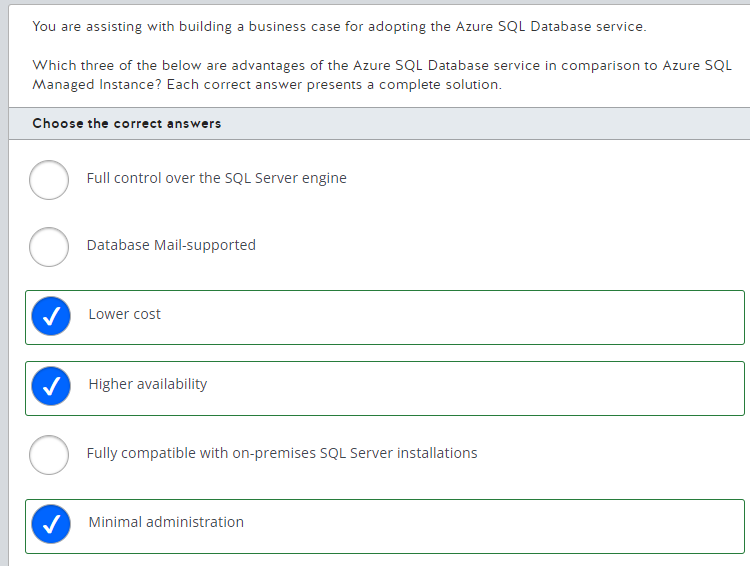 You are assisting with building a business case for adopting the Azure SQL Database service.
Which three of the below are advantages of the Azure SQL Database service in comparison to Azure SQL
Managed Instance? Each correct answer presents a complete solution.
Choose the correct answers
Full control over the SQL Server engine
Database Mail-supported
Lower cost
Higher availability
Fully compatible with on-premises SQL Server installations
Minimal administration